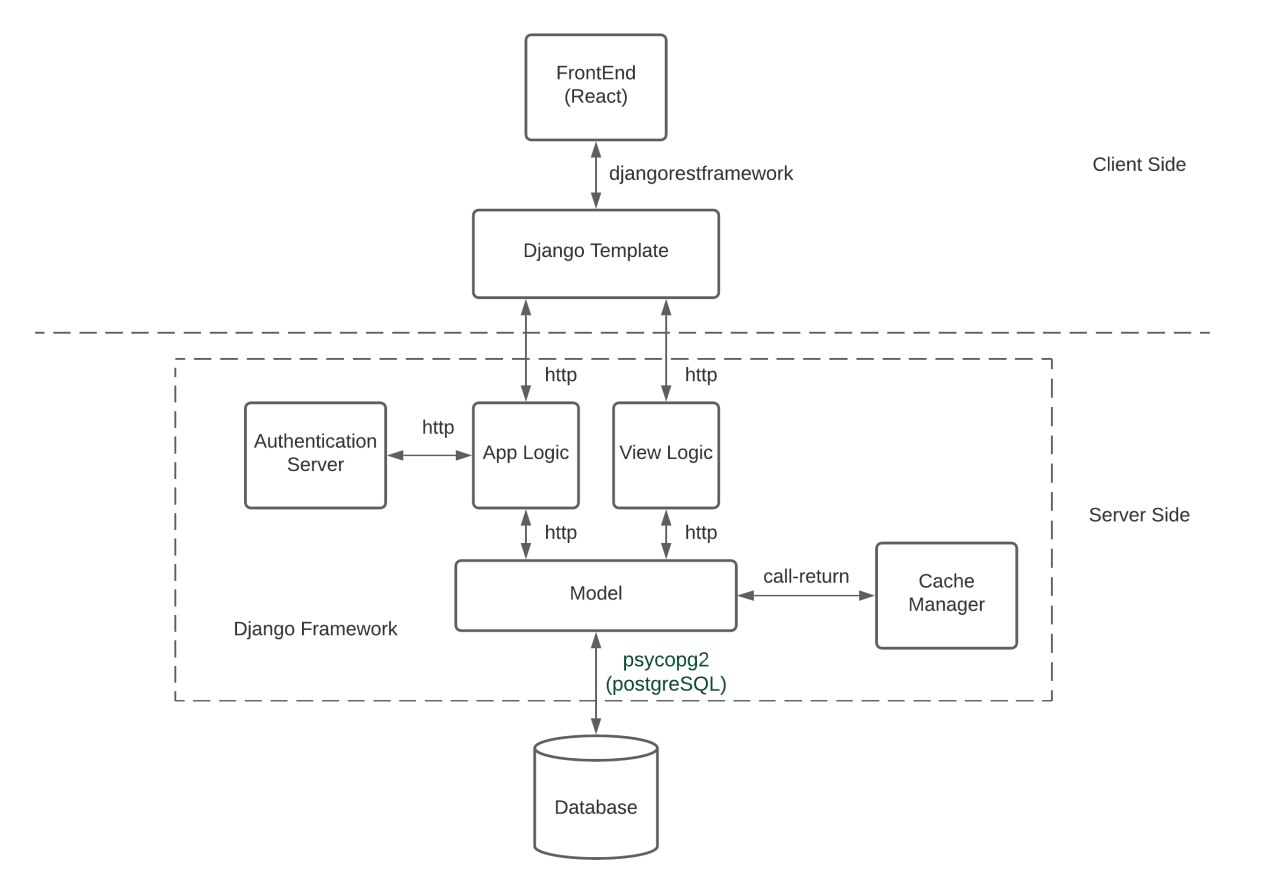 FrontEnd
(React)
djangorestframework
Client Side
Django Template
http
http
Authentication
Server
http
App Logic
View Logic
Server Side
http
http
Model
call-return
Cache
Manager
Django Framework
psycopg2
(postgreSQL)
Database